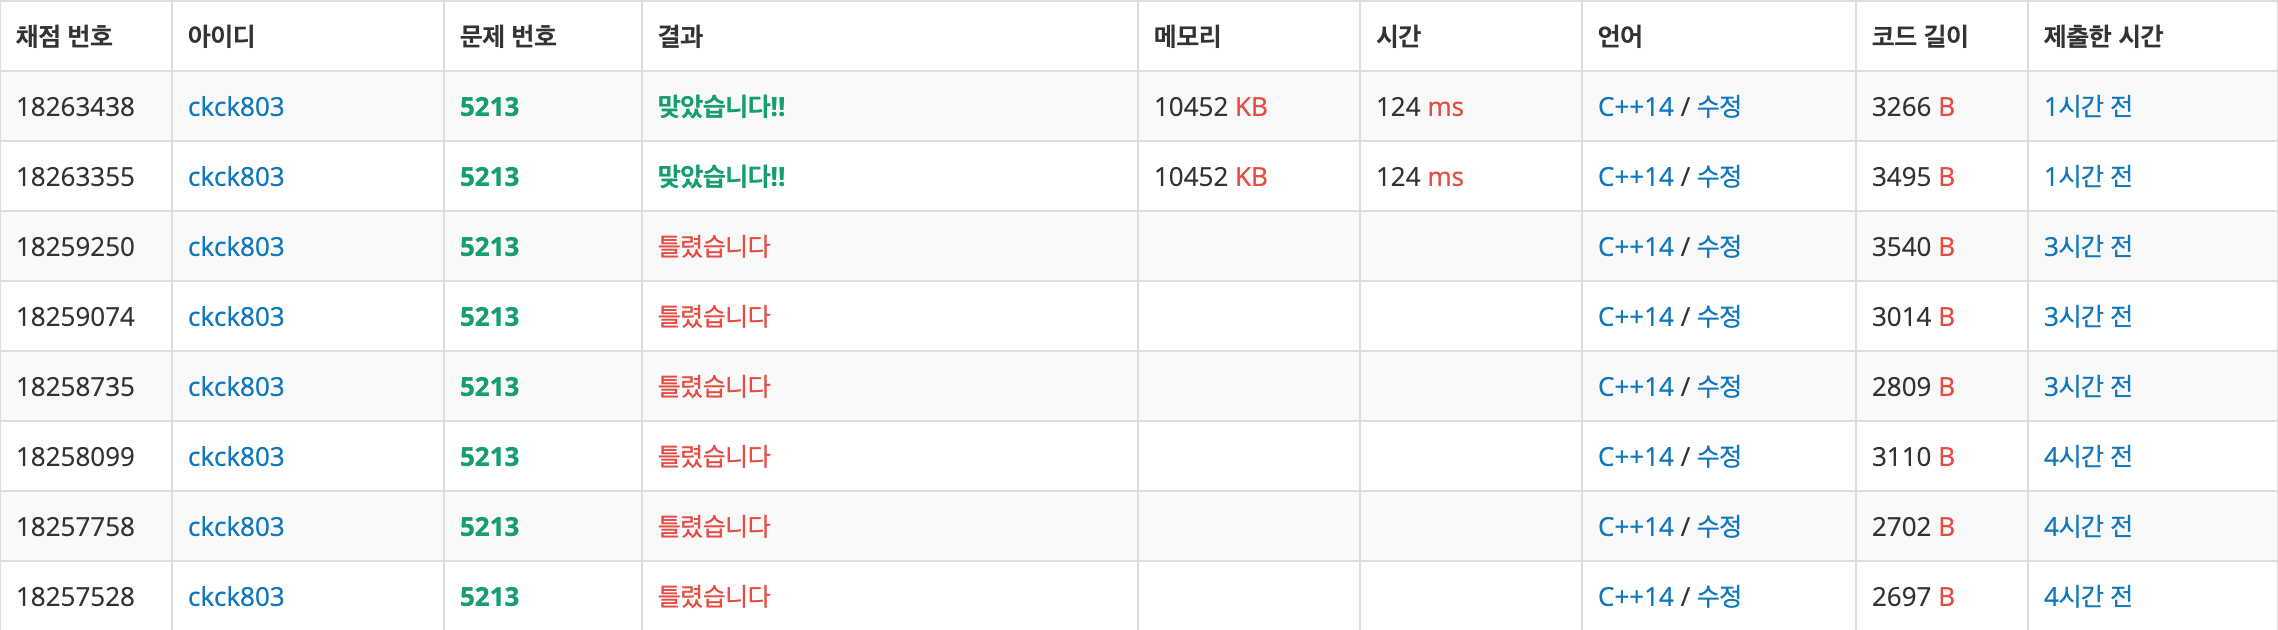 채점 번호 아이디 문제 번호 결과 메모리 시간 언어 코드 길이 제출한 시간
18263438 ckck803 5213 맞았습니다!! 10452 KB 124 ms C++14 / 수정 3266 B 1시간 전
18263355 ckck803 5213 맞았습니다!! 10452 KB 124 ms C++14 / 수정 3495 B 1시간 전
18259250 ckck803 5213 틀렸습니다 C++14 / 수정 3540 B 3시간 전
18259074 ckck803 5213 틀렸습니다 C++14 / 수정 3014 B 3시간 전
18258735 ckck803 5213 틀렸습니다 C++14 / 수정 2809 B 3시간 전
18258099 ckck803 5213 틀렸습니다 C++14 / 수정 3110 B 4시간 전
18257758 ckck803 5213 틀렸습니다 C++14 / 수정 2702 B 4시간 전
18257528 ckck803 5213 틀렸습니다 C++14 / 수정 2697 B 4시간 전